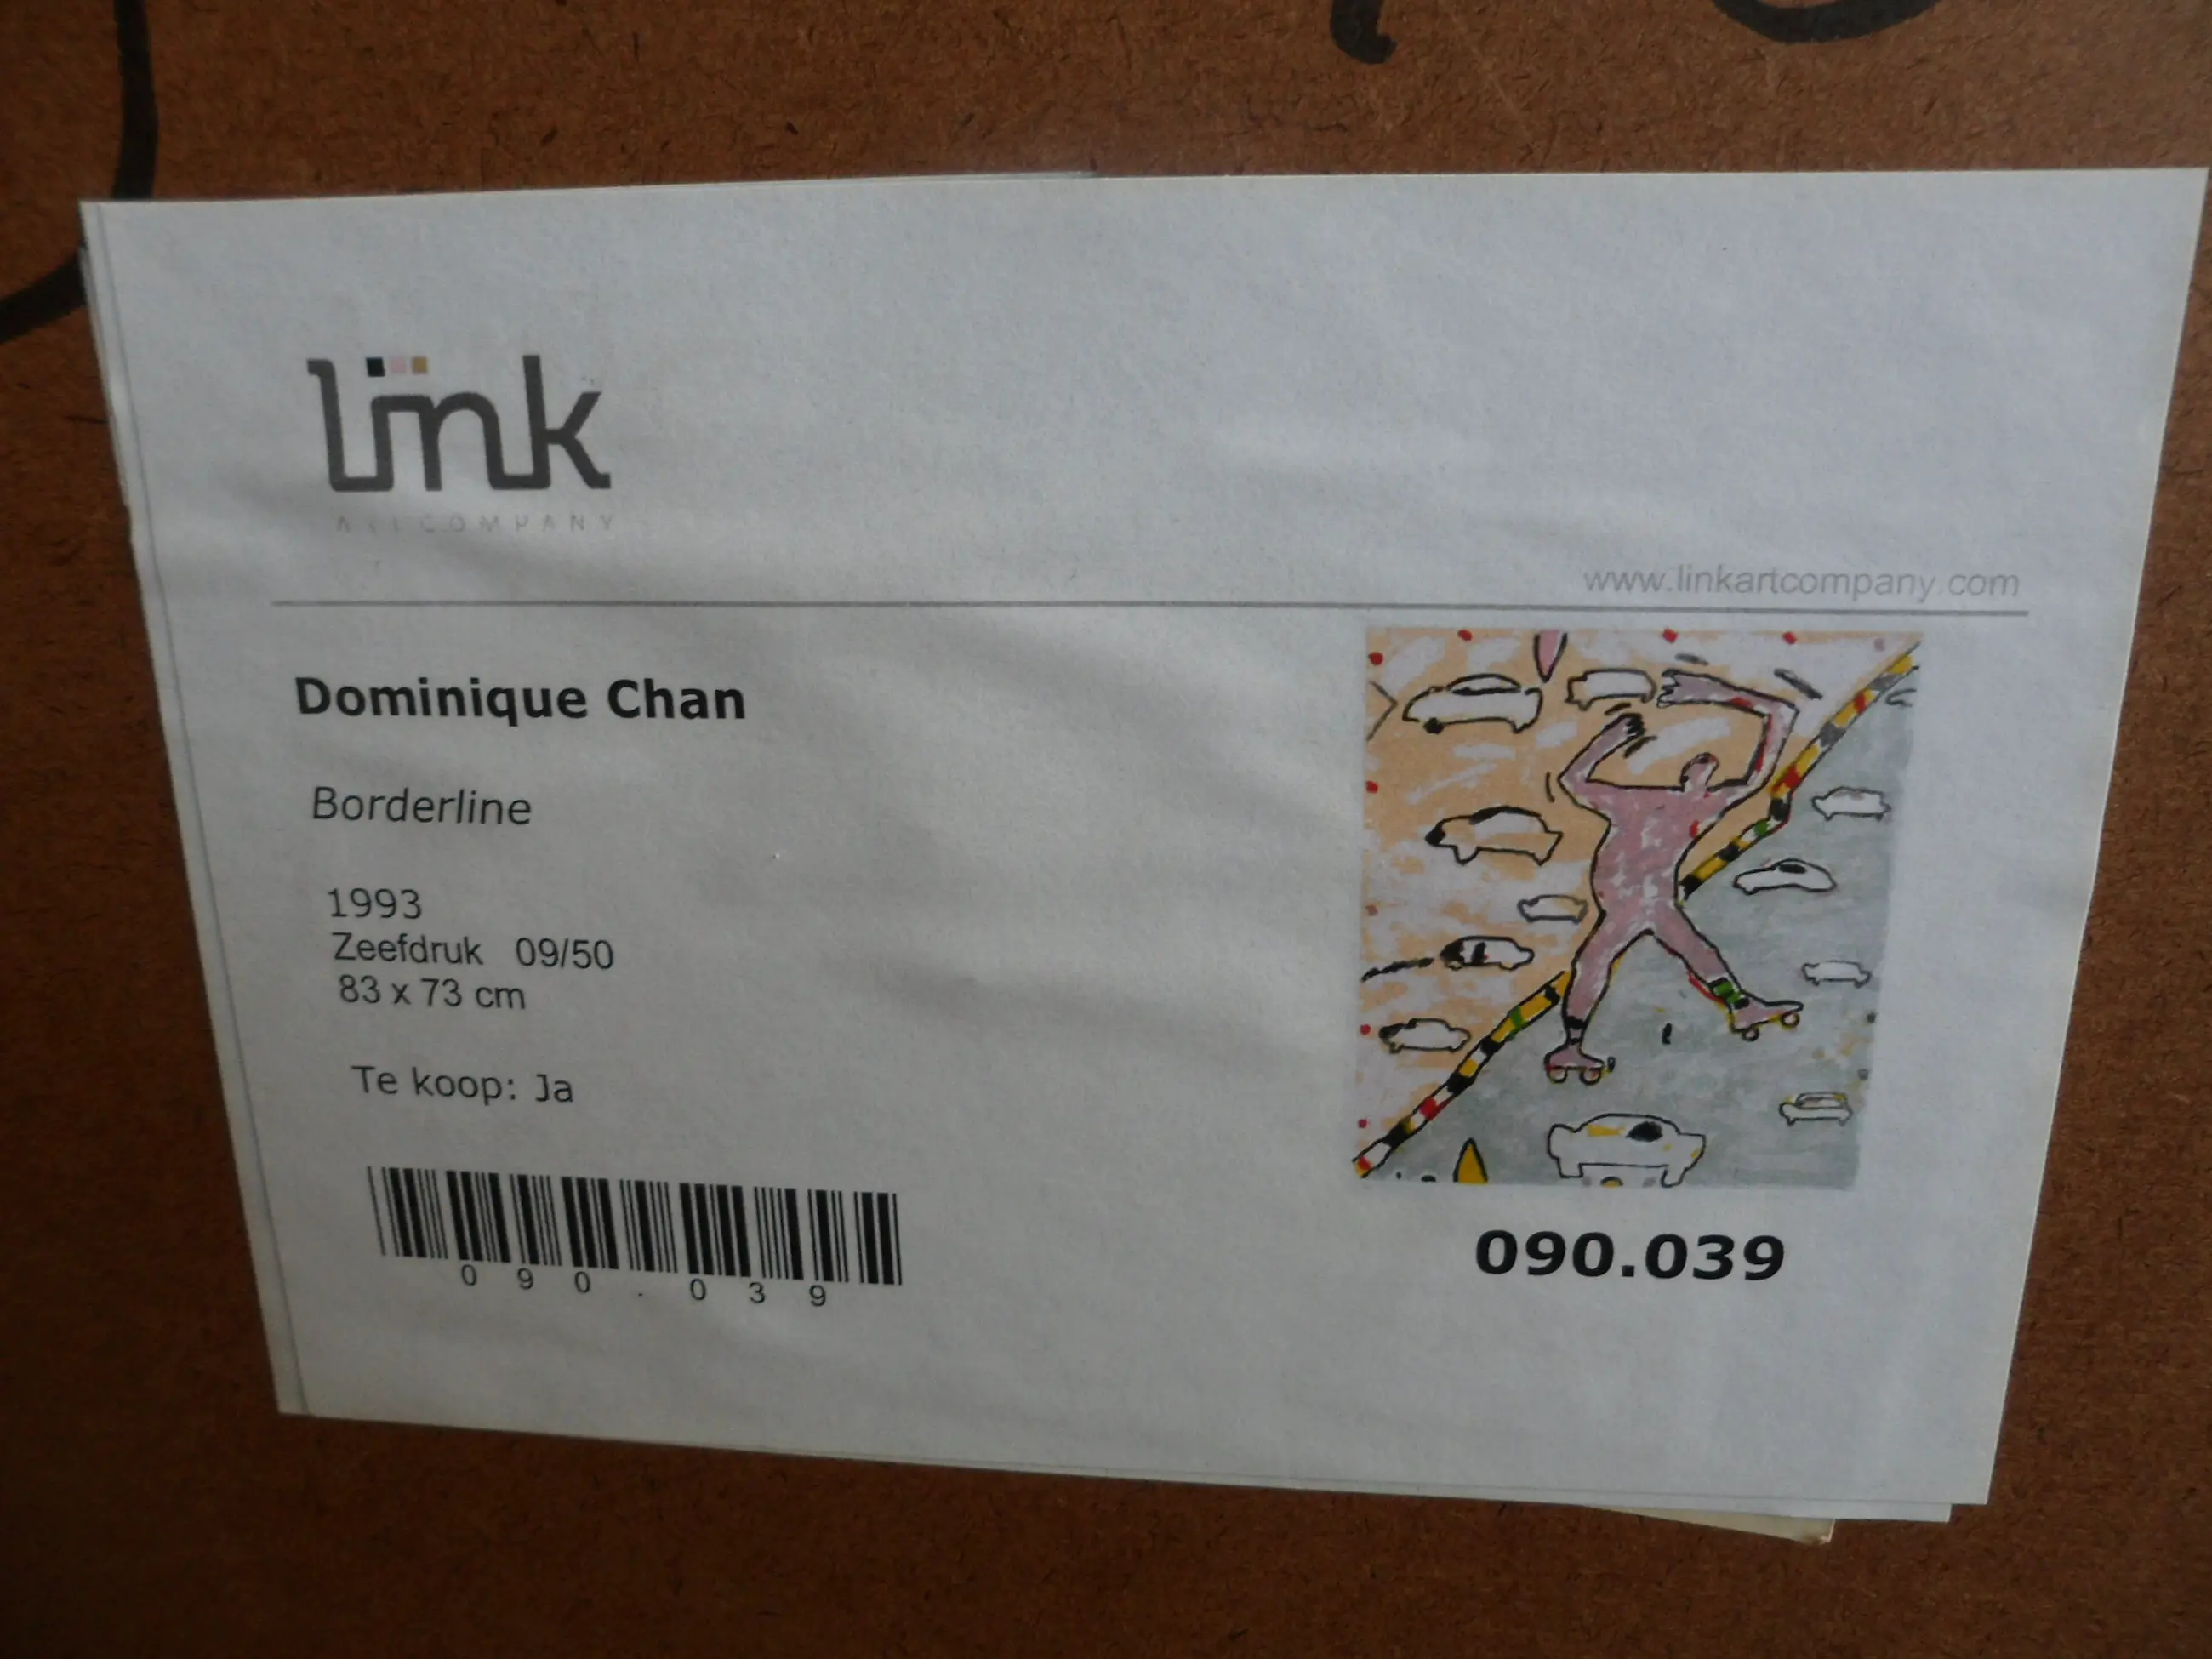 link
ART COMPANY
www.linkartcompany.com
Dominique Chan
Borderline
1993
Zeefdruk 09/50
83 x 73 cm
Te koop: Ja
090.039
090.039